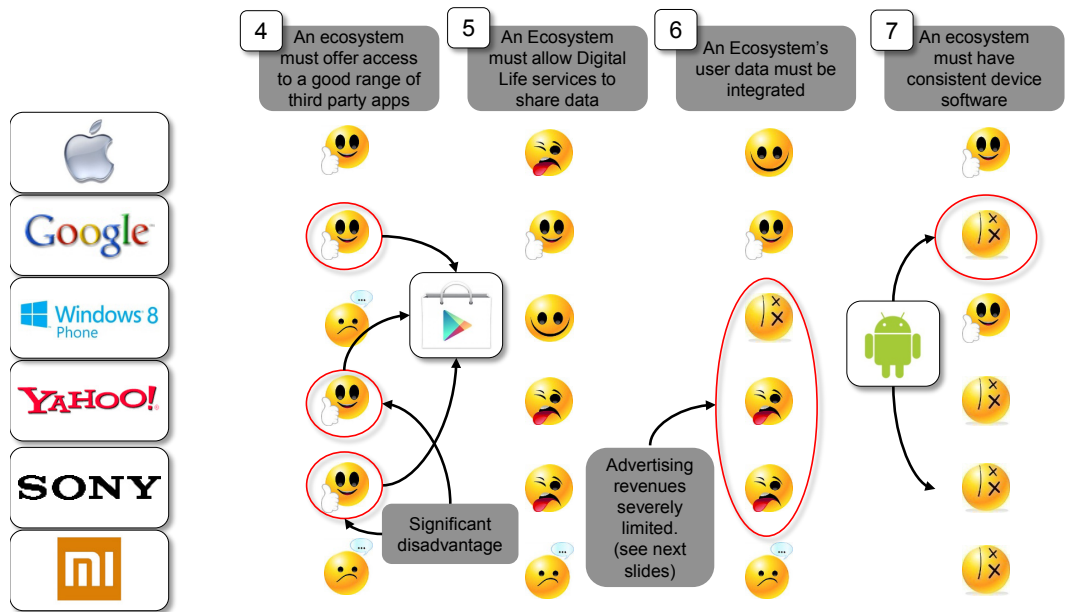 4
An ecosystem
must offer access
to a good range of
third party apps
5
An Ecosystem
must allow Digital
Life services to
share data
6
An Ecosystem's
user data must be
integrated
7
An ecosystem
must have
consistent device
software
Google
Windows 8
Phone
YAHOO!
SONY
mi
Significant
disadvantage
Advertising
revenues
severely
limited.
(see next
slides)
...
...
...
...